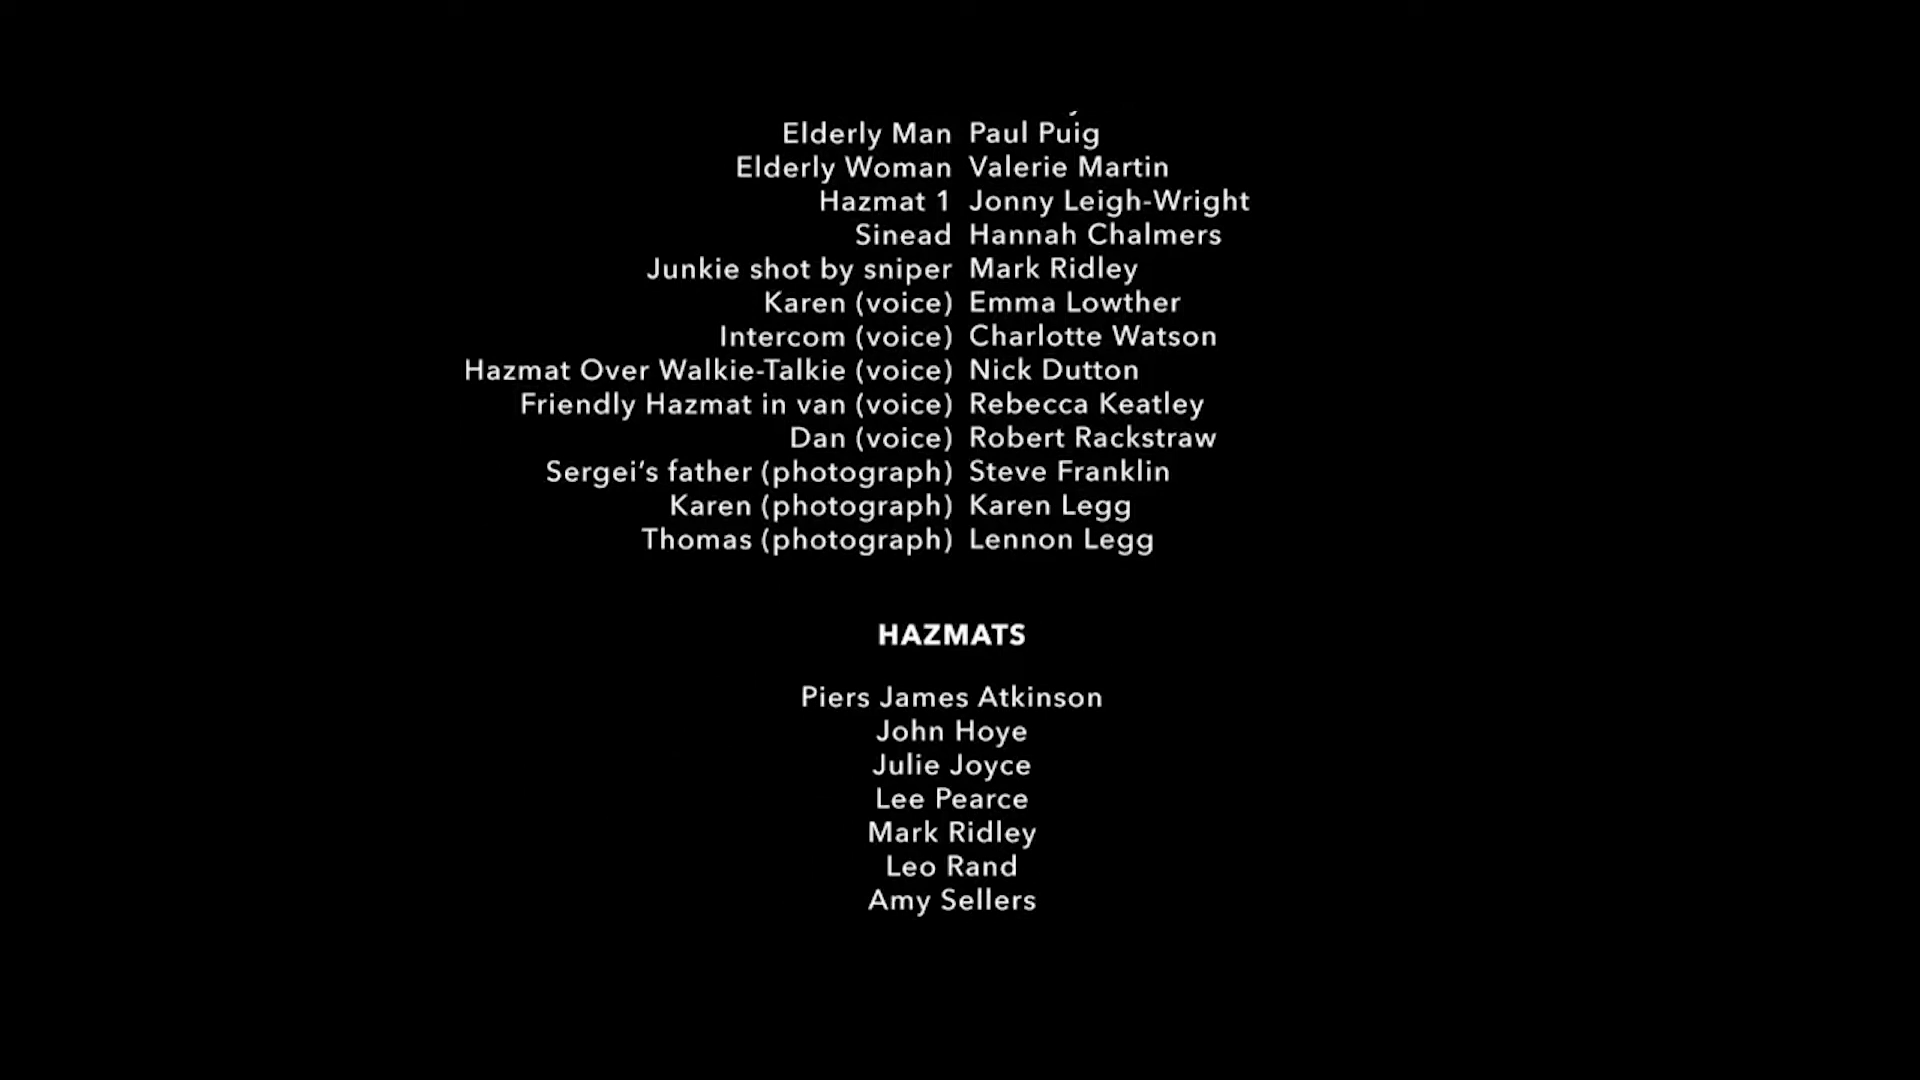 Elderly Man Paul Puig
Elderly Woman Valerie Martin
Hazmat 1 Jonny Leigh-Wright
Sinead Hannah Chalmers
Junkie shot by sniper Mark Ridley
Karen (voice) Emma Lowther
Intercom (voice) Charlotte Watson
Hazmat Over Walkie-Talkie (voice) Nick Dutton
Friendly Hazmat in van (voice) Rebecca Keatley
Dan (voice) Robert Rackstraw
Sergei’s father (photograph) Steve Franklin
Karen (photograph) Karen Legg
Thomas (photograph) Lennon Legg
HAZMATS
Piers James Atkinson
John Hoye
Julie Joyce
Lee Pearce
Mark Ridley
Leo Rand
Amy Sellers